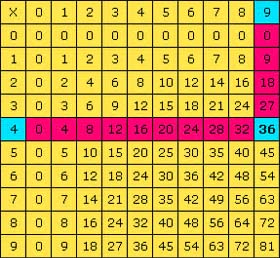 X 0 1 2 3 4 5 6 7 8 9
0 0 0 0 0 0 0 0 0 0 0
1 0 1 2 3 4 5 6 7 8 9
2 0 2 4 6 8 10 12 14 16 18
3 0 3 6 9 12 15 18 21 24 27
4 0 4 8 12 16 20 24 28 32 36
5 0 5 10 15 20 25 30 35 40 45
6 0 6 12 18 24 30 36 42 48 54
7 0 7 14 21 28 35 42 49 56 63
8 0 8 16 24 32 40 48 56 64 72
9 0 9 18 27 36 45 54 63 72 81